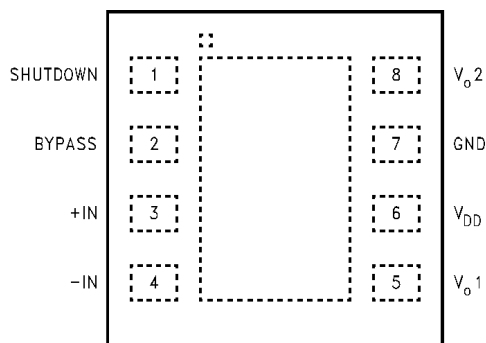 SHUTDOWN 1 8 Vo2
BYPASS 2 7 GND
+IN 3 6 VDD
-IN 4 5 Vo1